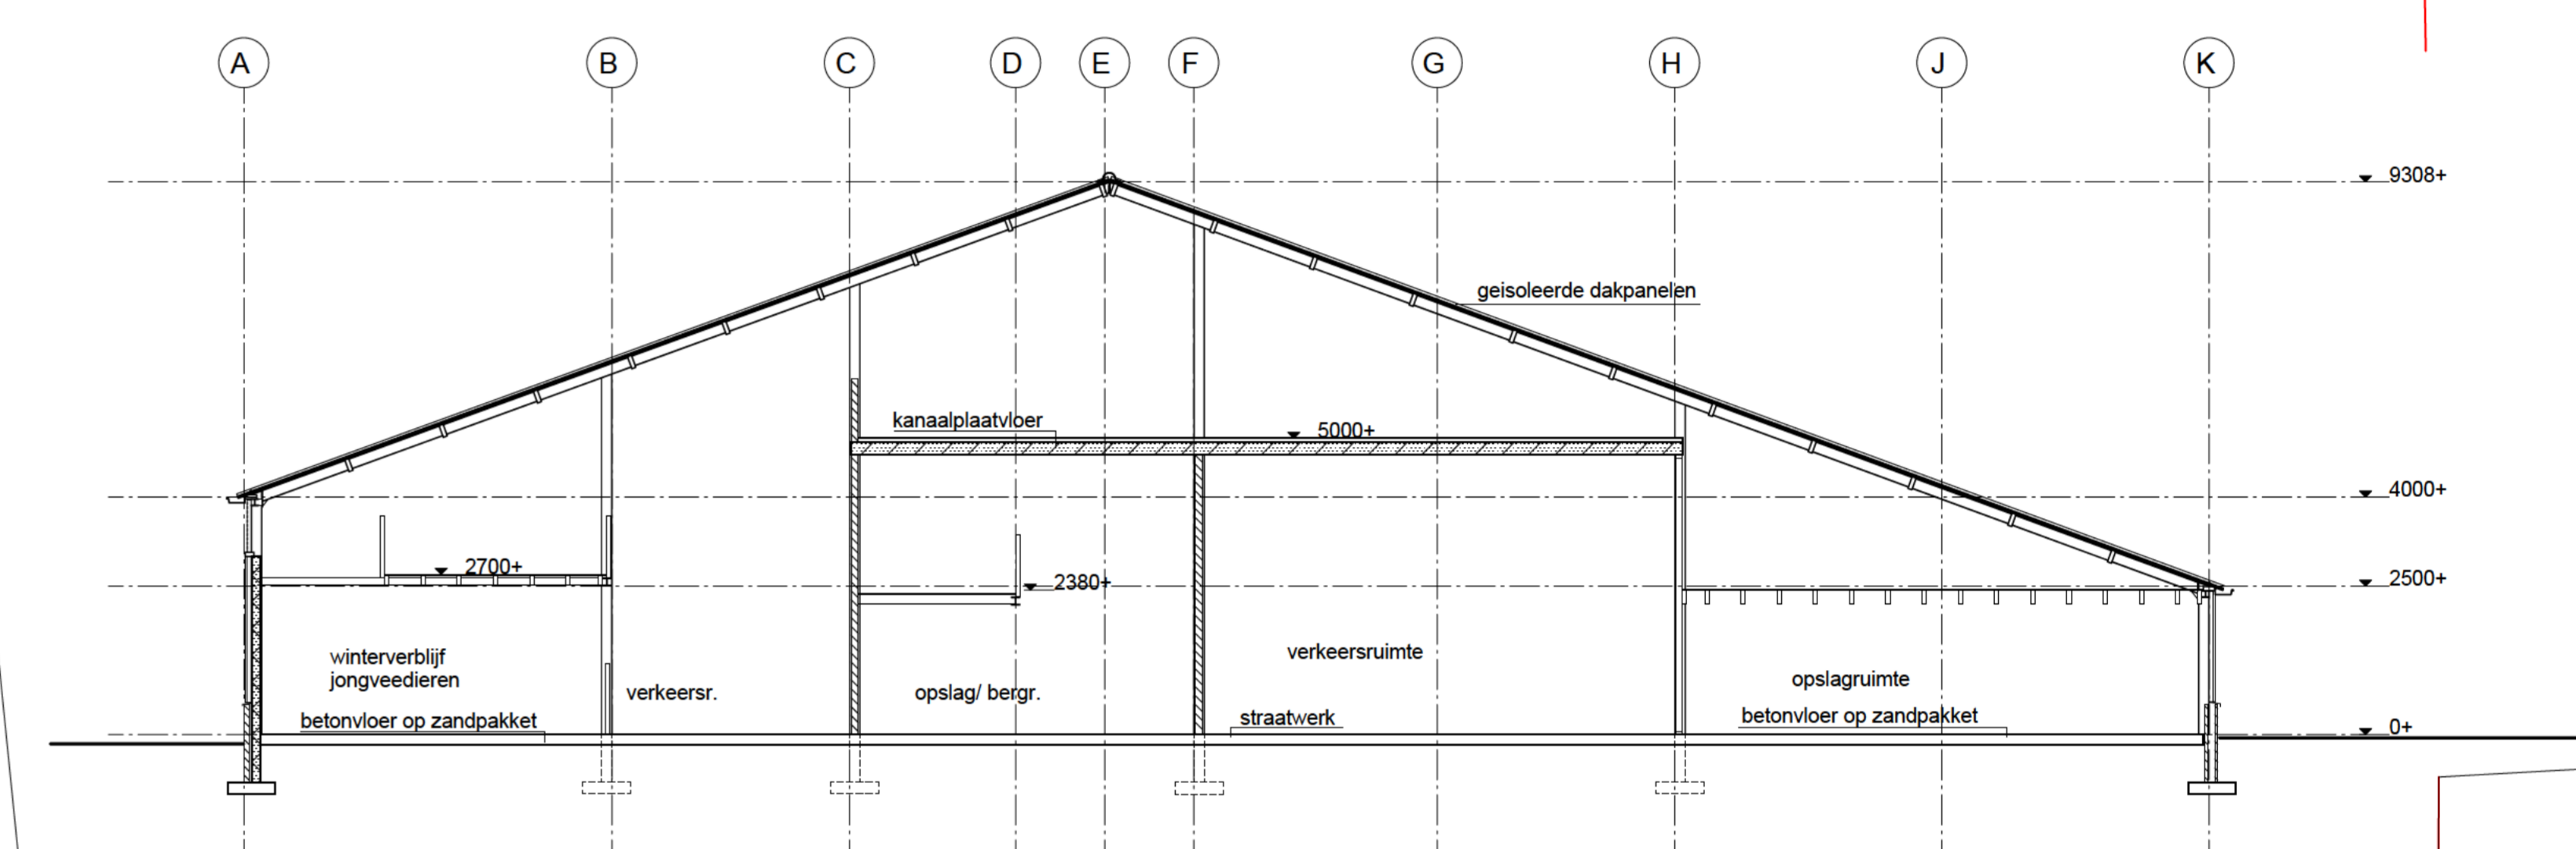 A B C D E F G H J K
9308+
geisoleerde dakpanelen
kanaalplaatvloer
5000+
4000+
2700+
2380+
2500+
winterverblijf
jongveedieren
verkeersr.
opslag/ bergr.
verkeersruimte
opslagruimte
betonvloer op zandpakket
straatwerk
betonvloer op zandpakket
0+